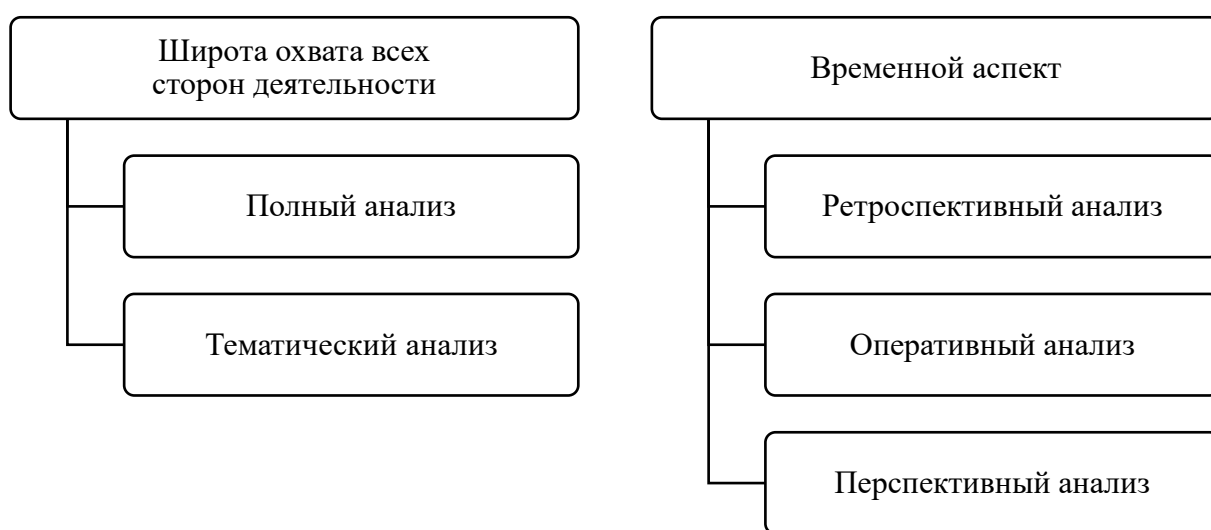 Широта охвата всех
сторон деятельности
Полный анализ
Тематический анализ
Временной аспект
Ретроспективный анализ
Оперативный анализ
Перспективный анализ